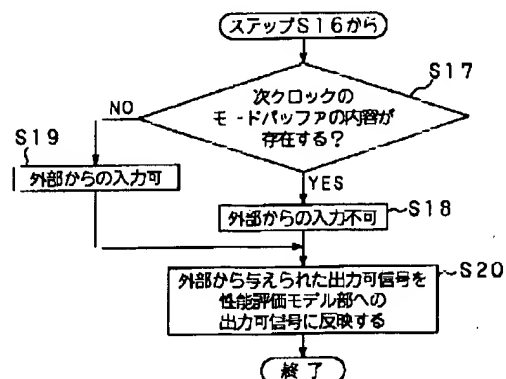 ステップS16から
S17
次クロックの
モードバッファの内容が
存在する?
NO
S19
外部からの入力可
YES
外部からの入力不可
S18
外部から与えられた出力可信号を
性能評価モデル部への
出力可信号に反映する
S20
終了